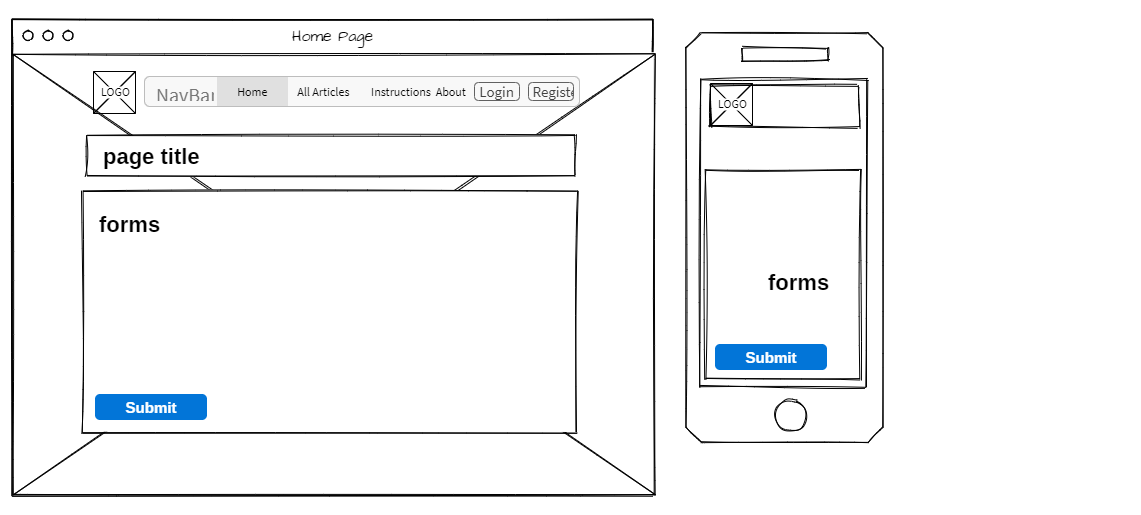 Home Page
LOGO
NavBar Home All Articles Instructions About Login Registe
page title
forms
Submit
LOGO
forms
Submit